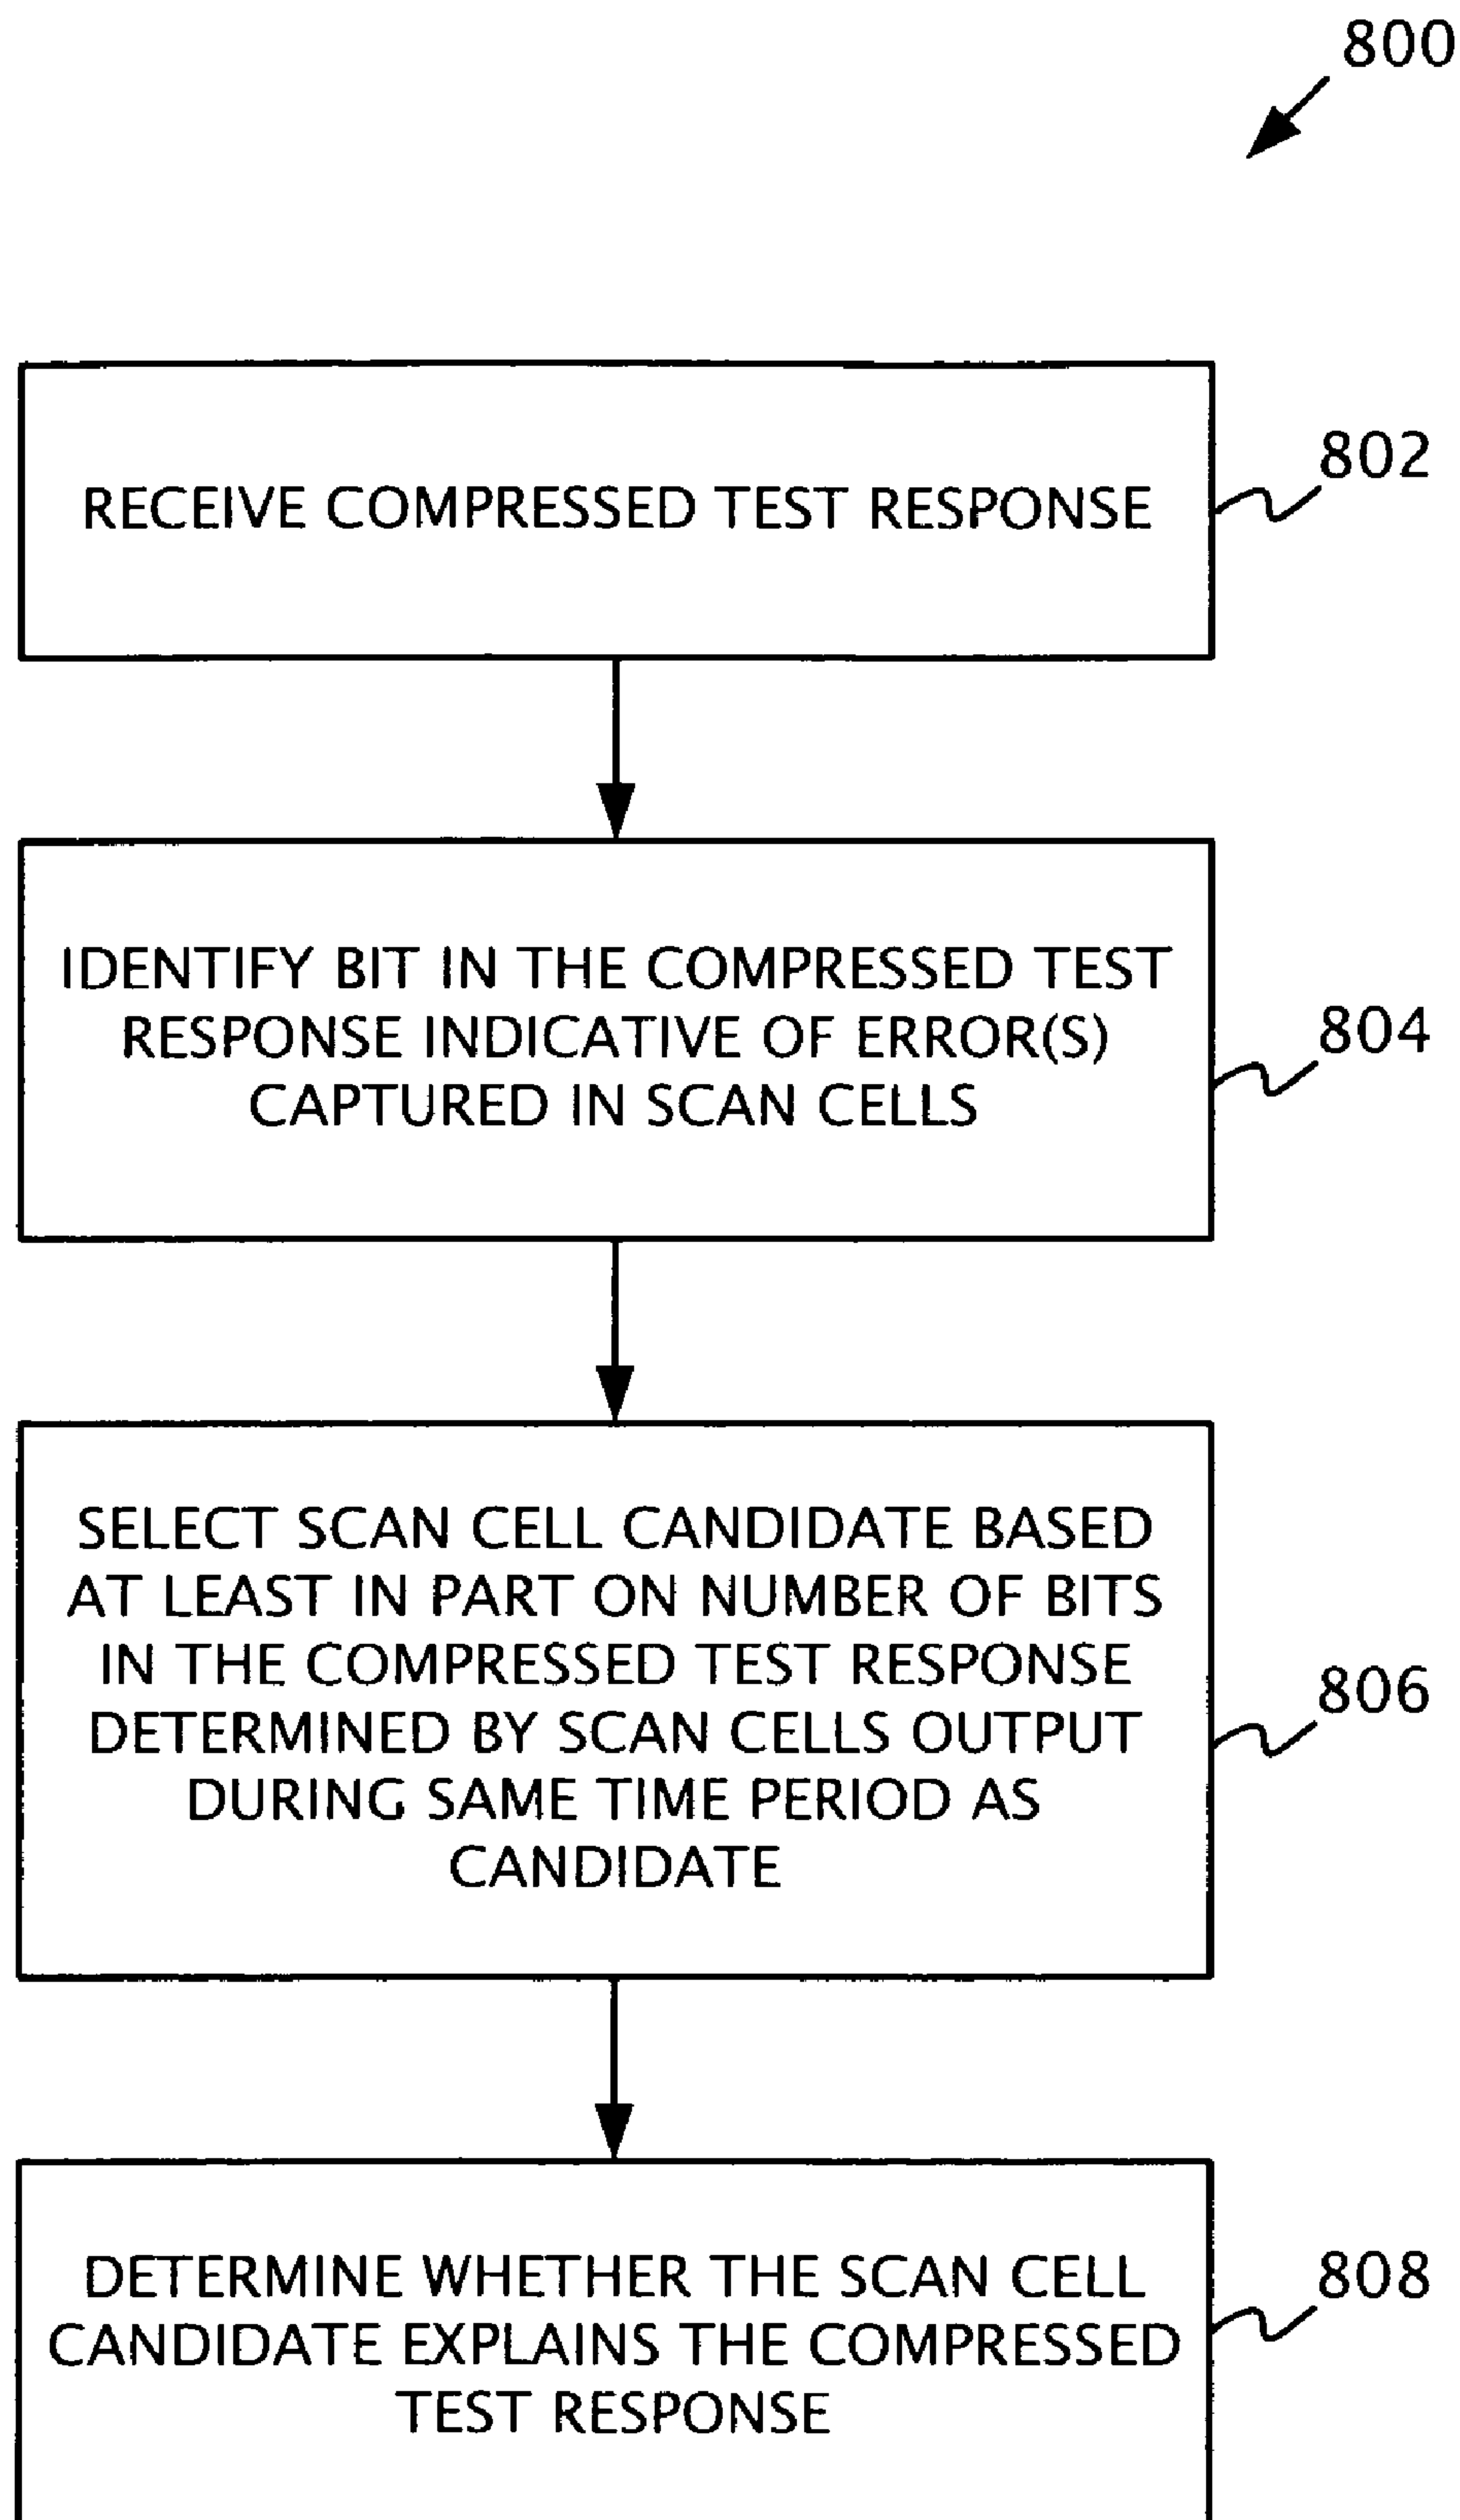 800
RECEIVE COMPRESSED TEST RESPONSE
802
IDENTIFY BIT IN THE COMPRESSED TEST
RESPONSE INDICATIVE OF ERROR(S)
CAPTURED IN SCAN CELLS
804
SELECT SCAN CELL CANDIDATE BASED
AT LEAST IN PART ON NUMBER OF BITS
IN THE COMPRESSED TEST RESPONSE
DETERMINED BY SCAN CELLS OUTPUT
DURING SAME TIME PERIOD AS
CANDIDATE
806
DETERMINE WHETHER THE SCAN CELL
CANDIDATE EXPLAINS THE COMPRESSED
TEST RESPONSE
808